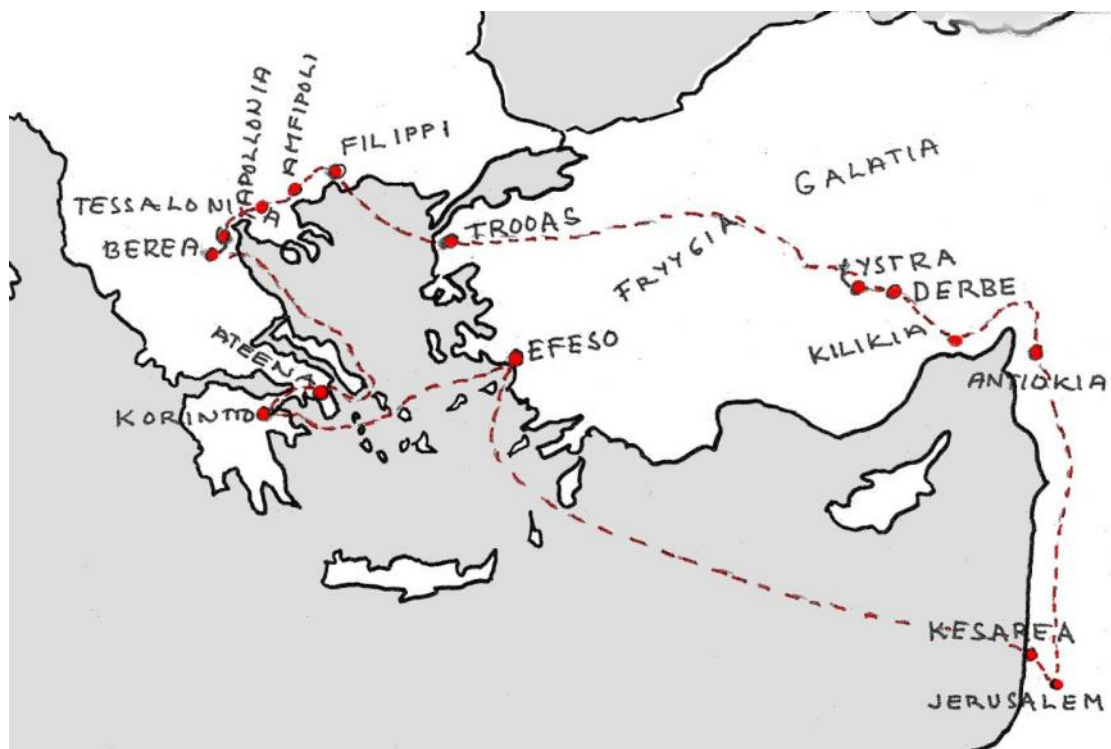 FILIPPI
AMFIPOLI
APOLLONIA
TESSALONIKA
BEREA
GALATIA
TROOAS
FRYYGIA
LYSTRA
DERBE
KILIKIA
ANTIOKIA
EFESO
ATEENA
KORINTTO
KESAREA
JERUSALEM